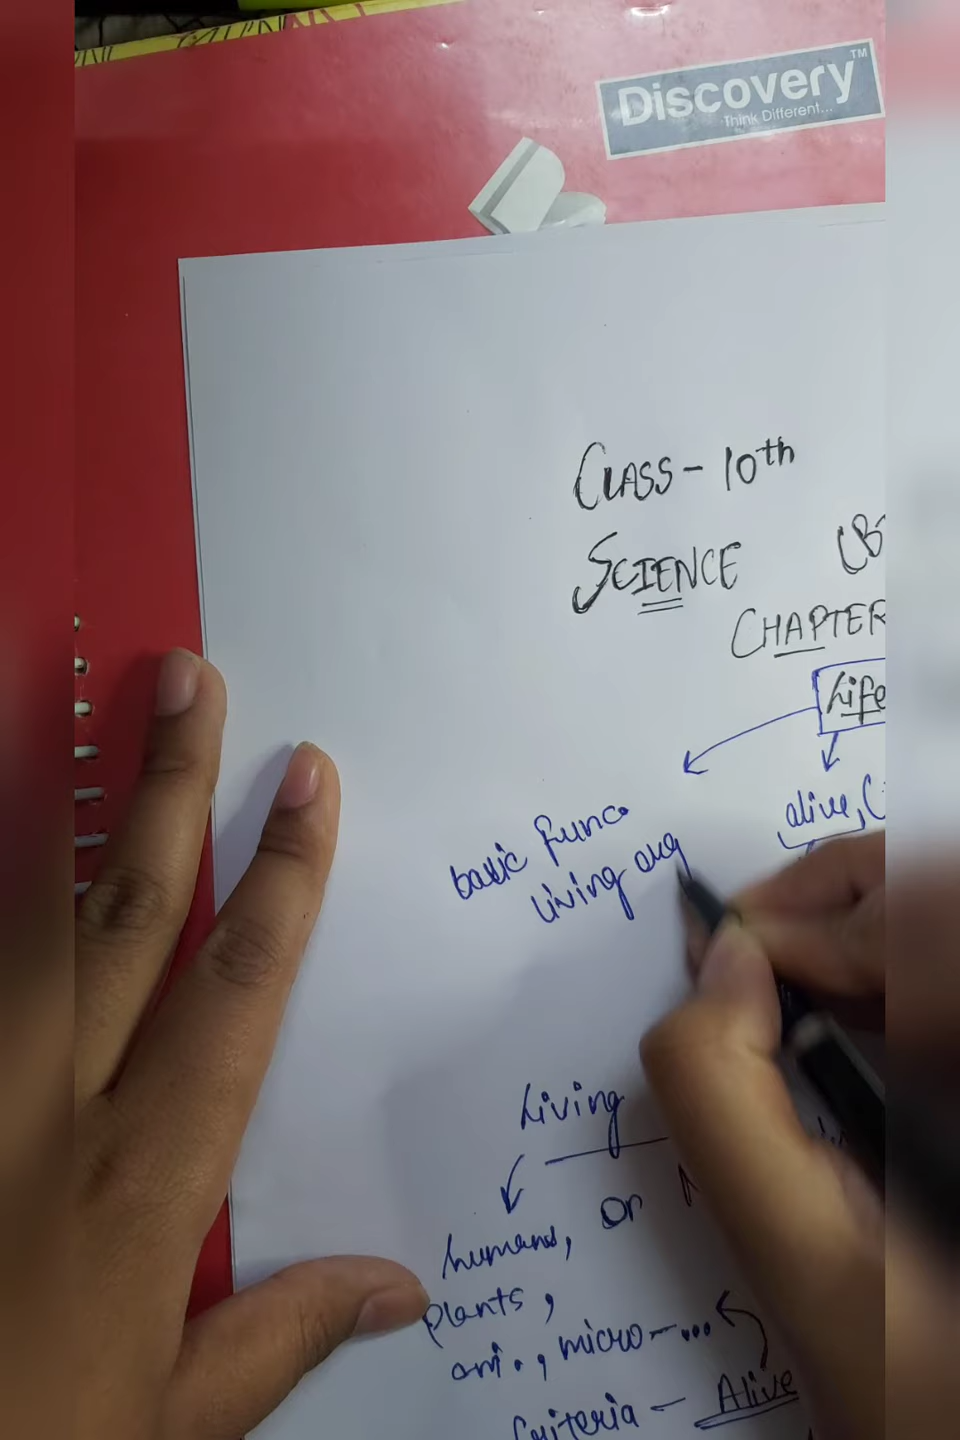 Discovery™
Think Different...
CLASS - 10th
SCIENCE
CHAPTER
Life
alive,
basic func.
living org
Living
or
humans,
plants,
ani., micro-...
Criteria - Alive